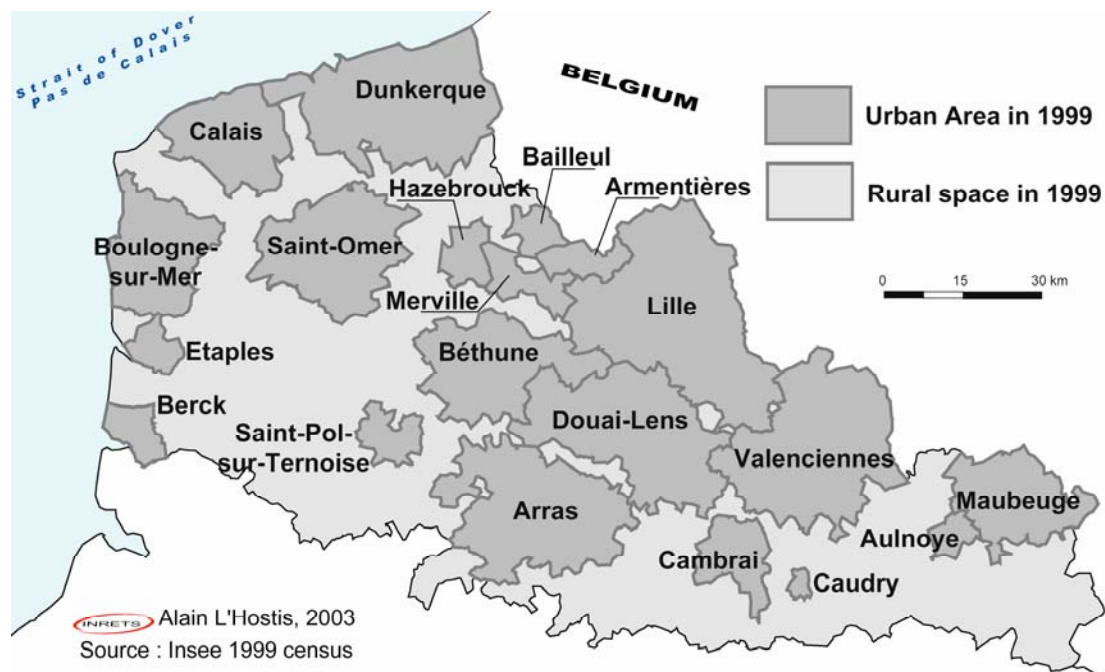 Strait of Dover
Pas de Calais
BELGIUM
Urban Area in 1999
Rural space in 1999
0 15 30 km
Dunkerque
Calais
Bailleul
Hazebrouck
Armentières
Boulogne-
sur-Mer
Saint-Omer
Merville
Lille
Etaples
Béthune
Berck
Saint-Pol-
sur-Ternoise
Douai-Lens
Valenciennes
Maubeuge
Arras
Aulnoye
Cambrai
Caudry
INRETS Alain L'Hostis, 2003
Source : Insee 1999 census